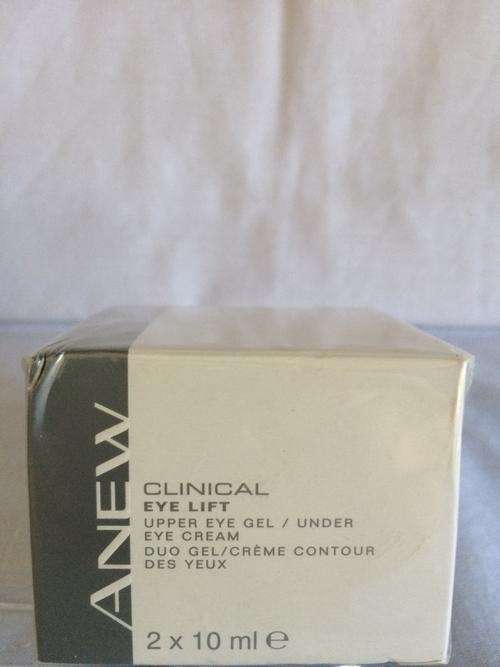 ANEW
CLINICAL
EYE LIFT
UPPER EYE GEL / UNDER
EYE CREAM
DUO GEL/CRÈME CONTOUR
DES YEUX
2 x 10 ml ℮